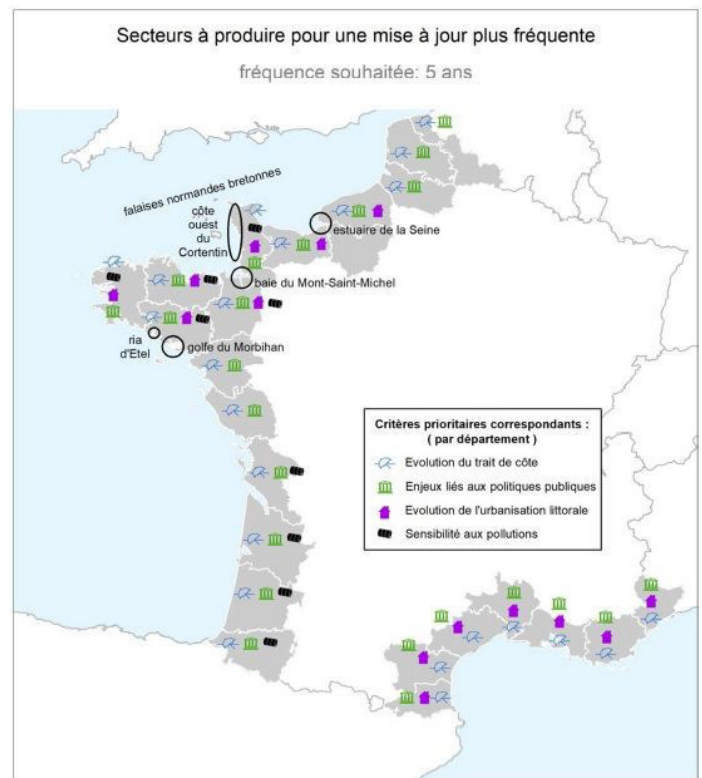 Secteurs à produire pour une mise à jour plus fréquente
fréquence souhaitée: 5 ans
falaises normandes bretonnes
côte
ouest
du
Cortentin
estuaire de la Seine
baie du Mont-Saint-Michel
ria
d'Etel
golfe du Morbihan
Critères prioritaires correspondants :
( par département )
Evolution du trait de côte
Enjeux liés aux politiques publiques
Evolution de l'urbanisation littorale
Sensibilité aux pollutions